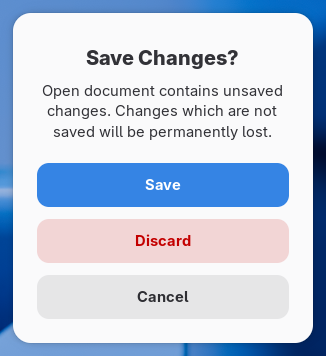 Save Changes?
Open document contains unsaved
changes. Changes which are not
saved will be permanently lost.
Save
Discard
Cancel